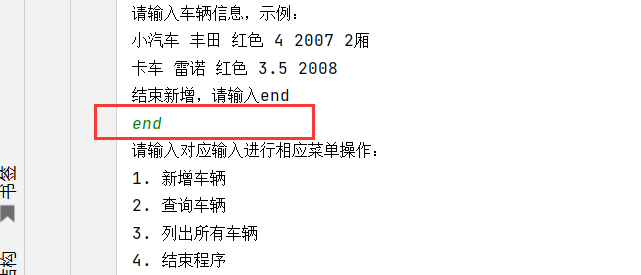 请输入车辆信息，示例：
小汽车 丰田 红色 4 2007 2厢
卡车 雷诺 红色 3.5 2008
结束新增，请输入end
end
请输入对应输入进行相应菜单操作：
1. 新增车辆
2. 查询车辆
3. 列出所有车辆
4. 结束程序
书签